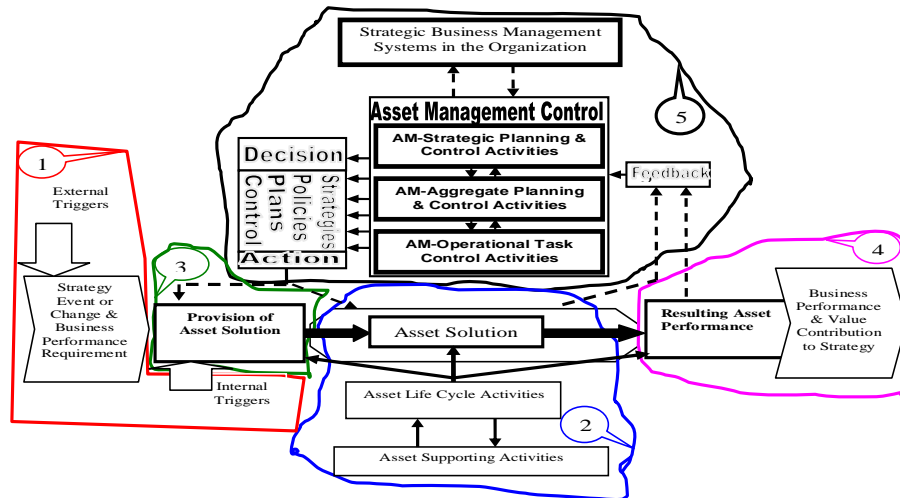 Strategic Business Management
Systems in the Organization
Asset Management Control
5
AM-Strategic Planning &
Control Activities
AM-Aggregate Planning
& Control Activities
AM-Operational Task
Control Activities
Decision
Strategies
Policies
Plans
Control
Action
Feedback
1
External
Triggers
Strategy
Event or
Change &
Business
Performance
Requirement
Internal
Triggers
3
Provision of
Asset Solution
Asset Solution
Asset Life Cycle Activities
2
Asset Supporting Activities
4
Resulting Asset
Performance
Business
Performance
& Value
Contribution
to Strategy